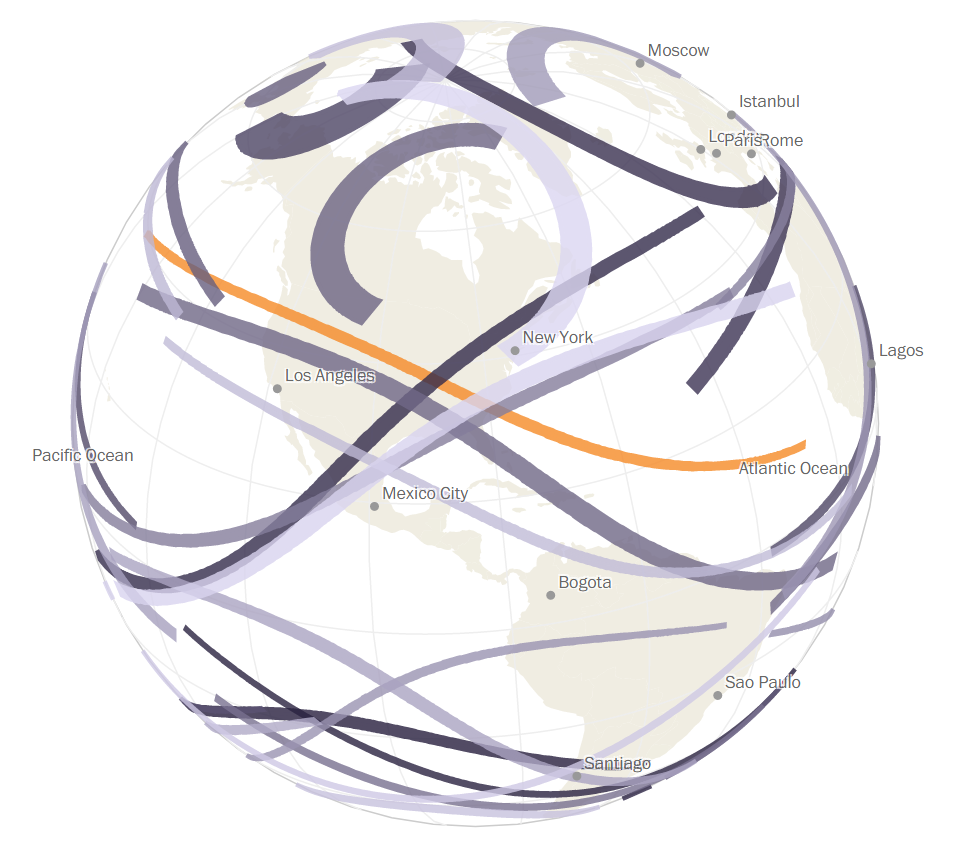 Moscow
Istanbul
London
Paris
Rome
New York
Lagos
Los Angeles
Pacific Ocean
Atlantic Ocean
Mexico City
Bogota
Sao Paulo
Santiago